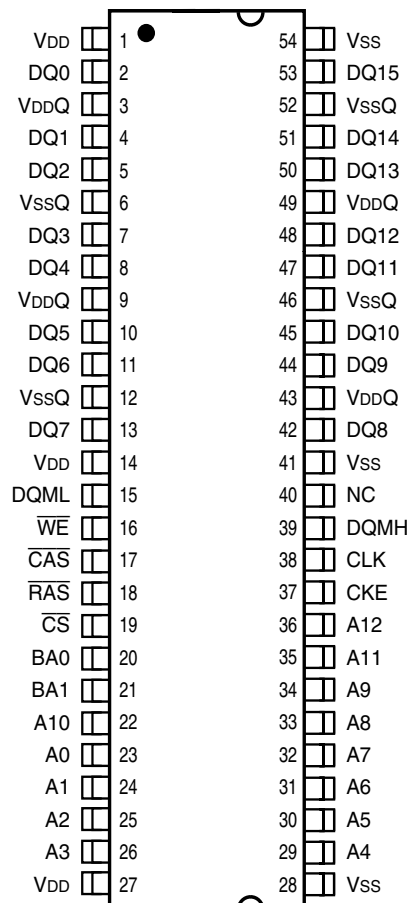 VDD 1 54 VSS
DQ0 2 53 DQ15
VDDQ 3 52 VSSQ
DQ1 4 51 DQ14
DQ2 5 50 DQ13
VSSQ 6 49 VDDQ
DQ3 7 48 DQ12
DQ4 8 47 DQ11
VDDQ 9 46 VSSQ
DQ5 10 45 DQ10
DQ6 11 44 DQ9
VSSQ 12 43 VDDQ
DQ7 13 42 DQ8
VDD 14 41 VSS
DQML 15 40 NC
W̅E̅ 16 39 DQMH
C̅A̅S̅ 17 38 CLK
R̅A̅S̅ 18 37 CKE
C̅S̅ 19 36 A12
BA0 20 35 A11
BA1 21 34 A9
A10 22 33 A8
A0 23 32 A7
A1 24 31 A6
A2 25 30 A5
A3 26 29 A4
VDD 27 28 VSS